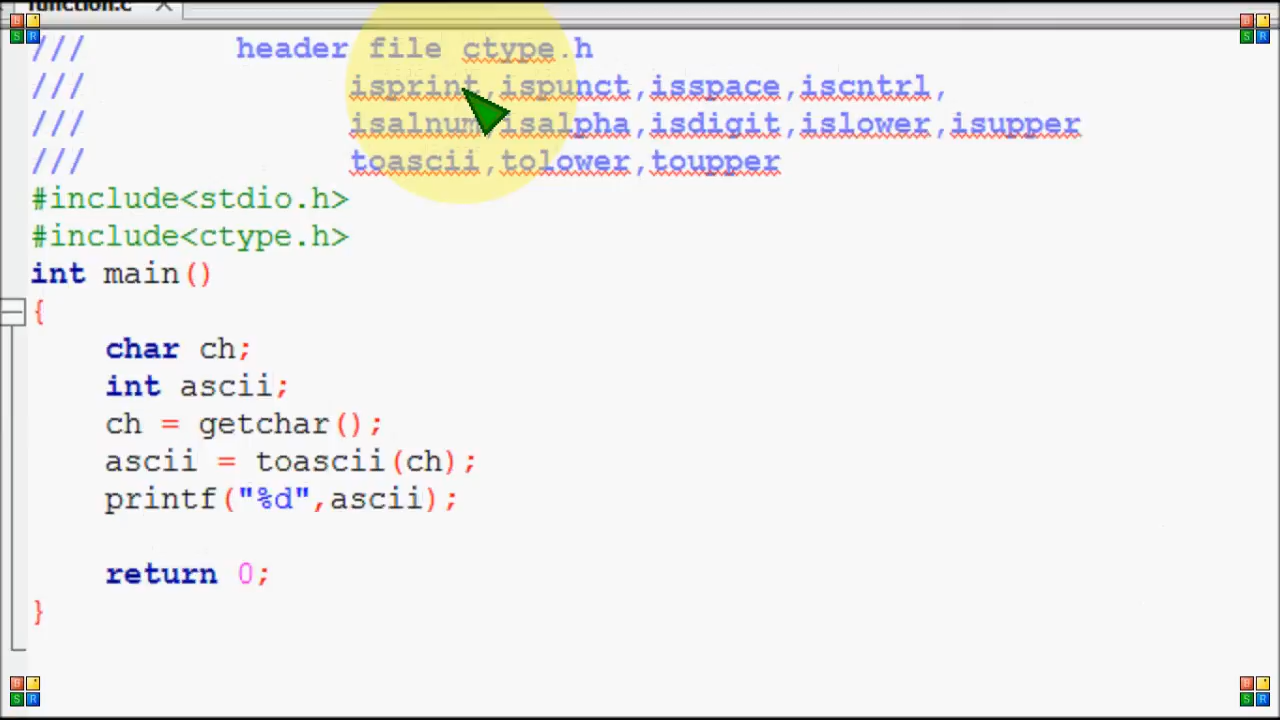 function.c
/// header file ctype.h
/// isprint,ispunct,isspace,iscntrl,
/// isalnum,isalpha,isdigit,islower,isupper
/// toascii,tolower,toupper
#include<stdio.h>
#include<ctype.h>
int main()
{
char ch;
int ascii;
ch = getchar();
ascii = toascii(ch);
printf("%d",ascii);
return 0;
}